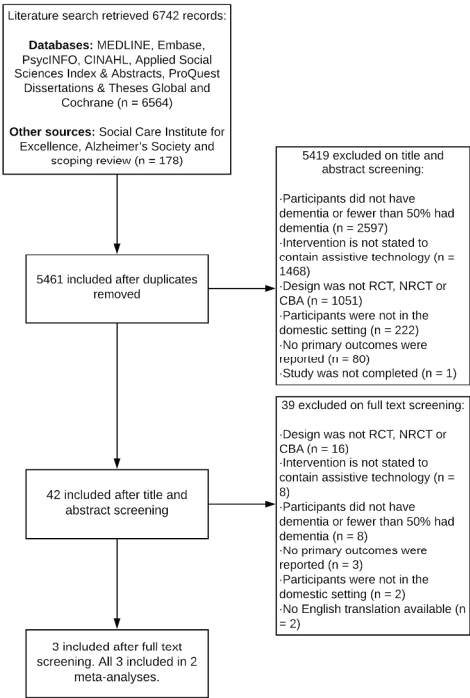 Literature search retrieved 6742 records:
Databases: MEDLINE, Embase,
PsycINFO, CINAHL, Applied Social
Sciences Index & Abstracts, ProQuest
Dissertations & Theses Global and
Cochrane (n = 6564)
Other sources: Social Care Institute for
Excellence, Alzheimer's Society and
scoping review (n = 178)
5419 excluded on title and
abstract screening:
·Participants did not have
dementia or fewer than 50% had
dementia (n = 2597)
·Intervention is not stated to
contain assistive technology (n =
1468)
·Design was not RCT, NRCT or
CBA (n = 1051)
·Participants were not in the
domestic setting (n = 222)
·No primary outcomes were
reported (n = 80)
·Study was not completed (n = 1)
5461 included after duplicates
removed
39 excluded on full text screening:
·Design was not RCT, NRCT or
CBA (n = 16)
·Intervention is not stated to
contain assistive technology (n =
8)
·Participants did not have
dementia or fewer than 50% had
dementia (n = 8)
·No primary outcomes were
reported (n = 3)
·Participants were not in the
domestic setting (n = 2)
·No English translation available (n
= 2)
42 included after title and
abstract screening
3 included after full text
screening. All 3 included in 2
meta-analyses.